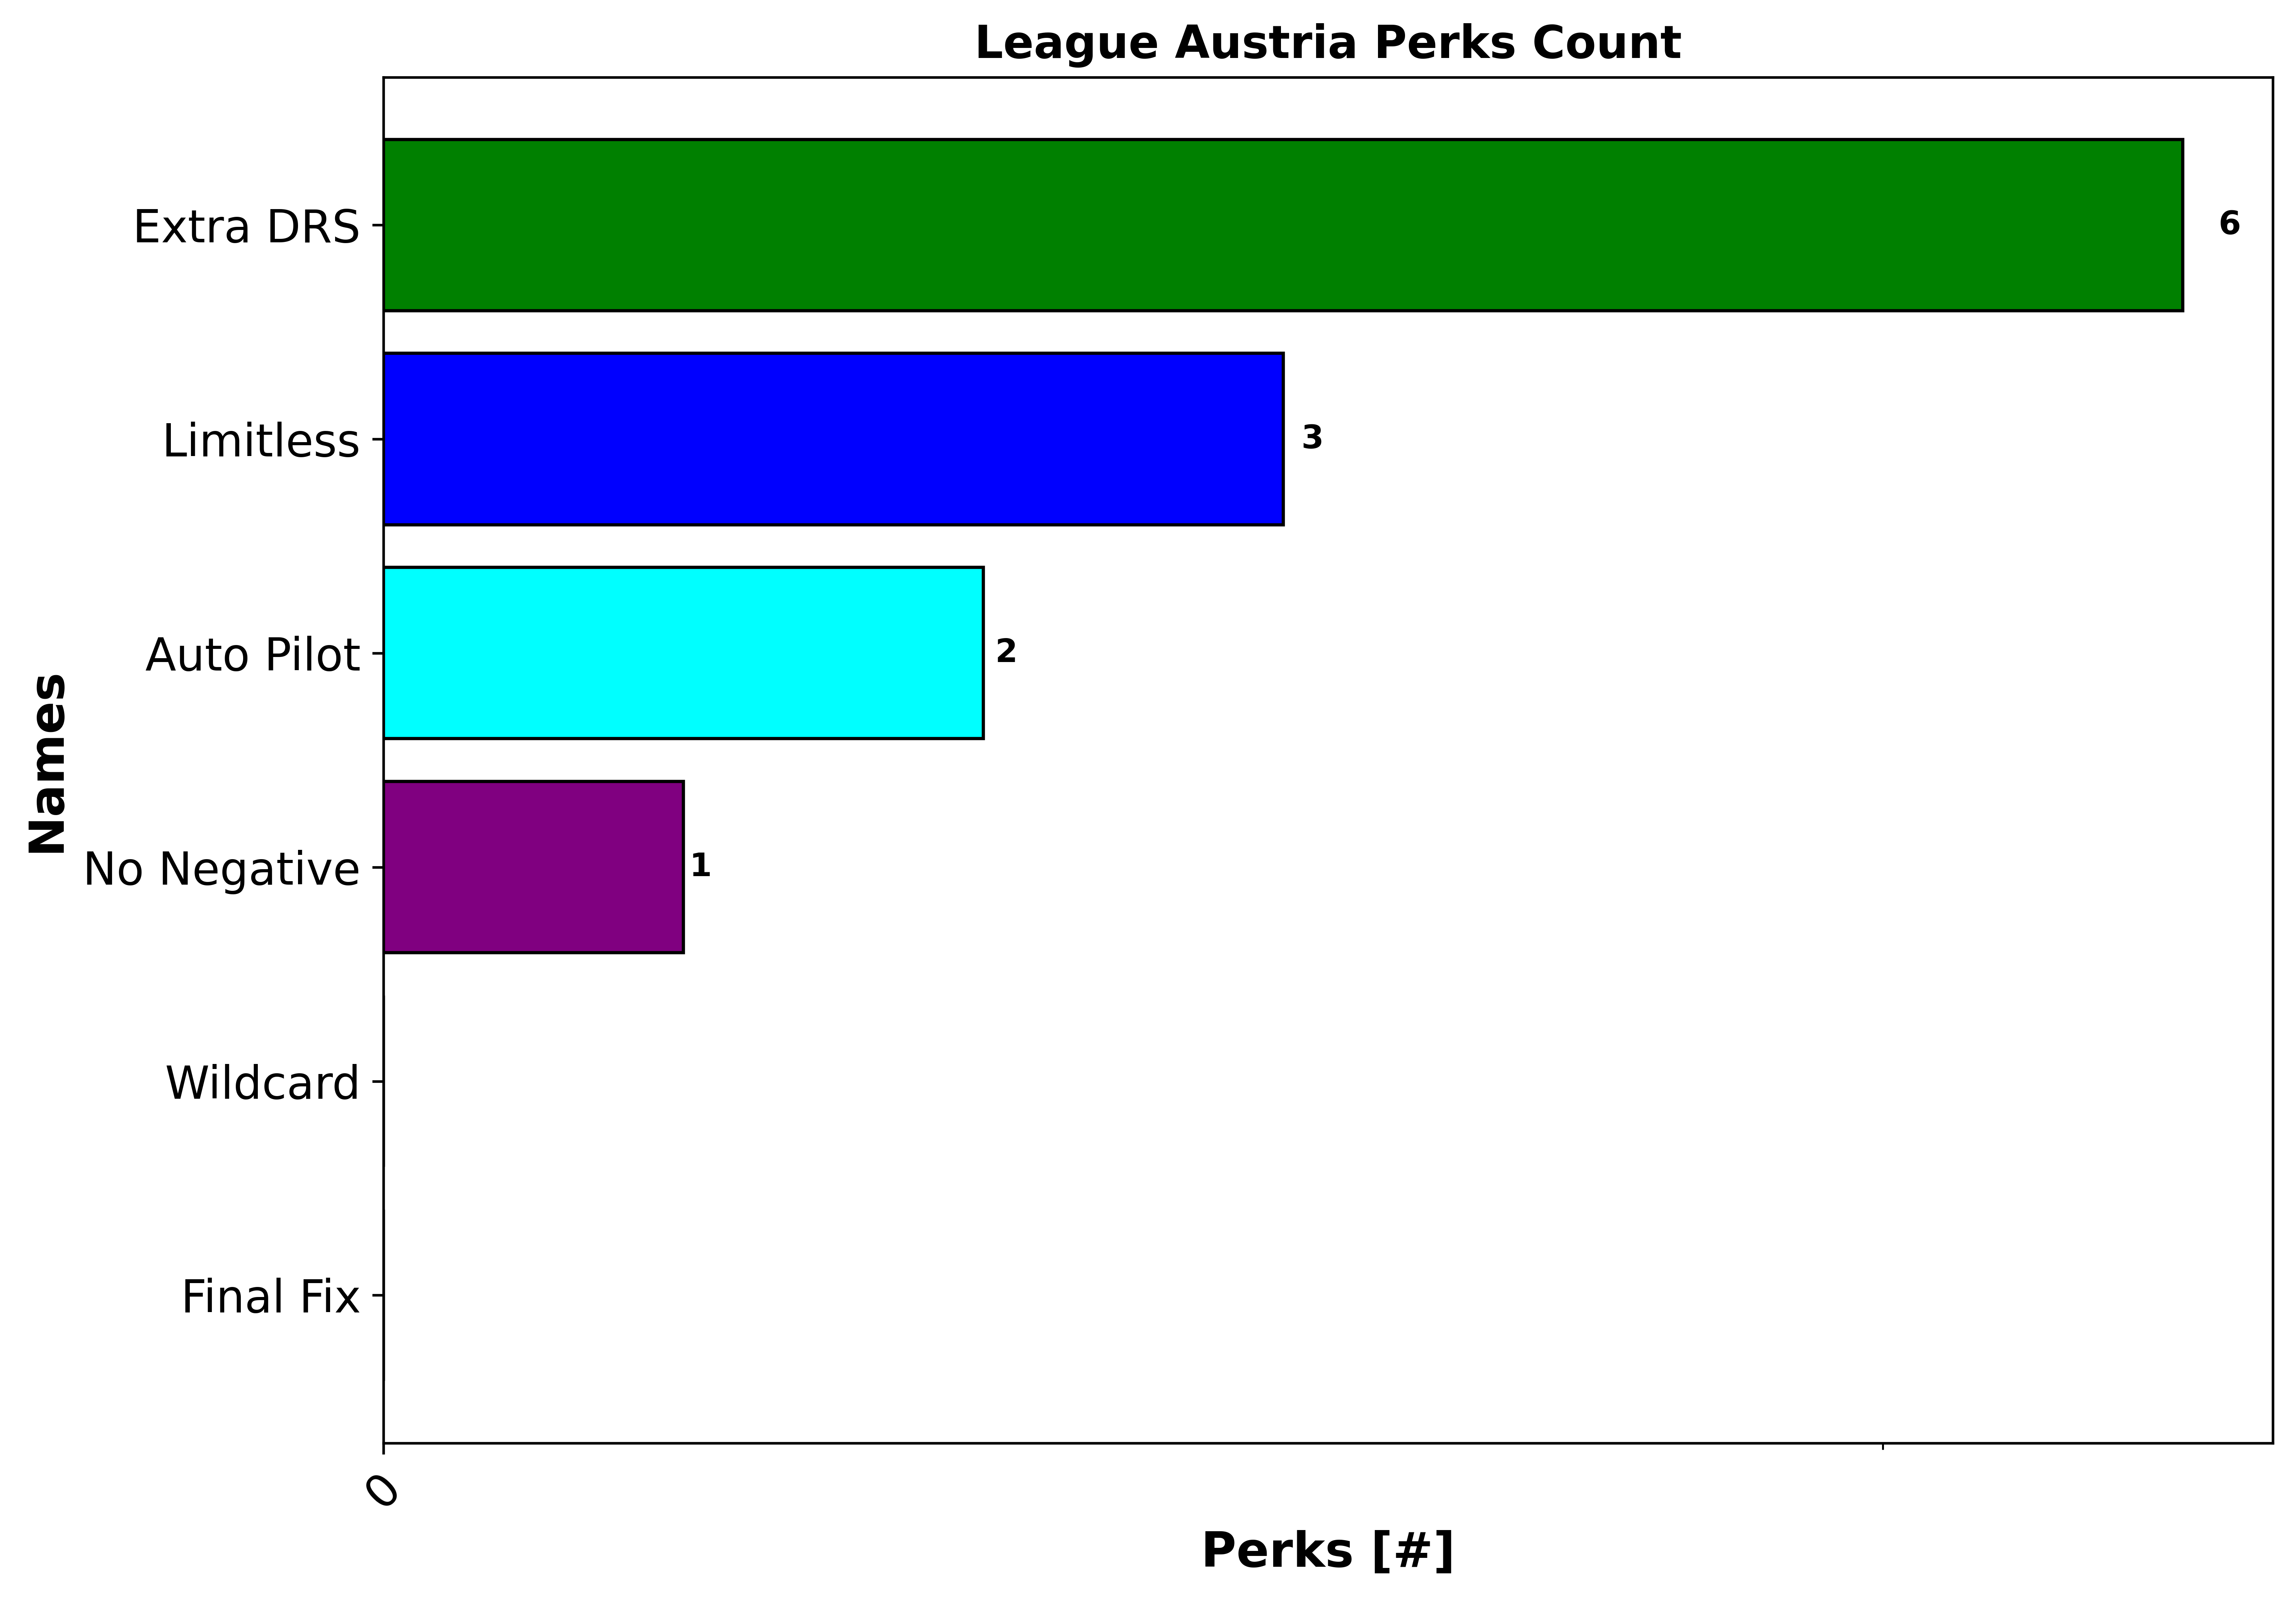 League Austria Perks Count
Extra DRS
6
Limitless
3
Auto Pilot
2
No Negative
1
Wildcard
Final Fix
Names
0
Perks [#]